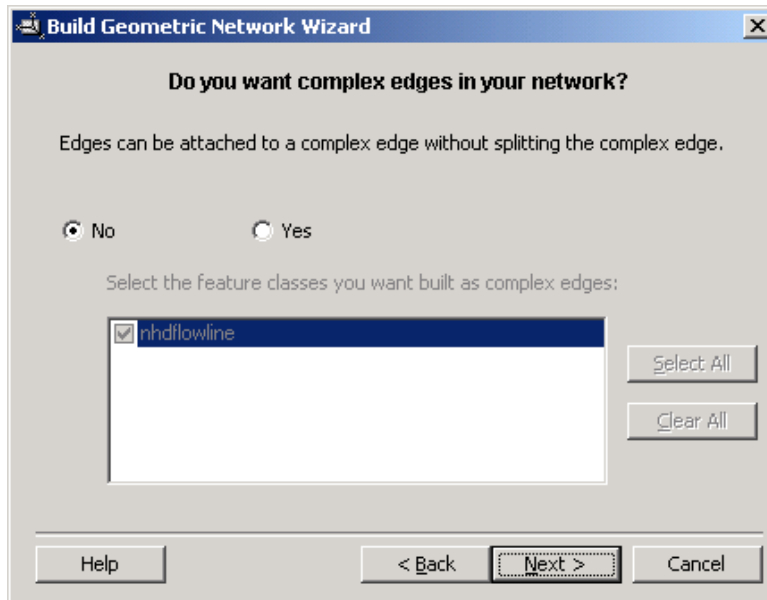 Build Geometric Network Wizard
Do you want complex edges in your network?
Edges can be attached to a complex edge without splitting the complex edge.
No Yes
Select the feature classes you want built as complex edges:
nhdflowline
Select All
Clear All
Help < Back Next > Cancel